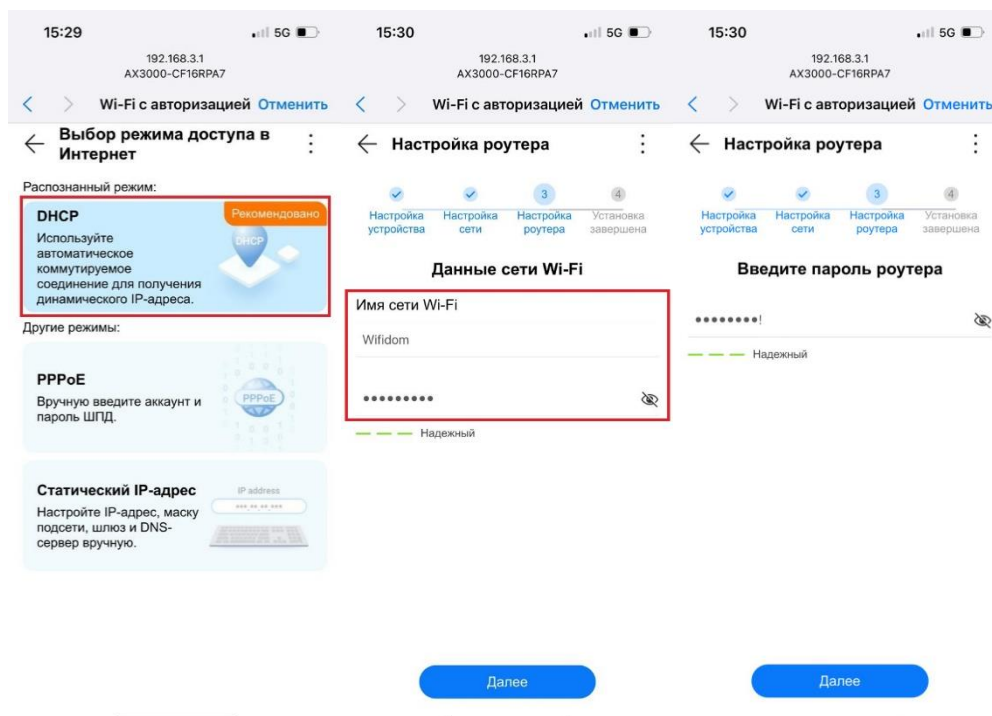 15:29
5G
192.168.3.1
AX3000-CF16RPA7
Wi-Fi с авторизацией Отменить
Выбор режима доступа в
Интернет
Распознанный режим:
DHCP
Рекомендовано
Используйте
автоматическое
коммутируемое
соединение для получения
динамического IP-адреса.
DHCP
Другие режимы:
PPPoE
Вручную введите аккаунт и
пароль ШПД.
PPPoE
Статический IP-адрес
Настройте IP-адрес, маску
подсети, шлюз и DNS-
сервер вручную.
IP address
***.**.**.***
15:30
5G
192.168.3.1
AX3000-CF16RPA7
Wi-Fi с авторизацией Отменить
Настройка роутера
3
4
Настройка
устройства
Настройка
сети
Настройка
роутера
Установка
завершена
Данные сети Wi-Fi
Имя сети Wi-Fi
Wifidom
•••••••••
Надежный
Далее
15:30
5G
192.168.3.1
AX3000-CF16RPA7
Wi-Fi с авторизацией Отменить
Настройка роутера
3
4
Настройка
устройства
Настройка
сети
Настройка
роутера
Установка
завершена
Введите пароль роутера
••••••••!
Надежный
Далее